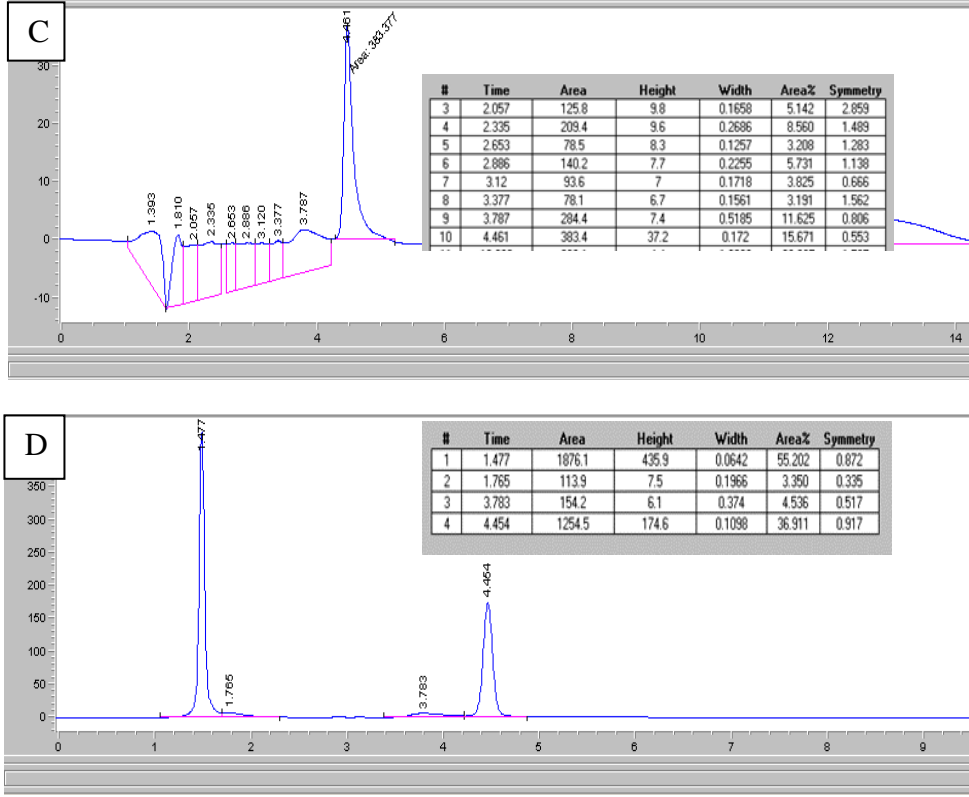 C
4.461
Area: 383.377
30
20
10
0
-10
1.393
1.810
2.057
2.335
2.653
2.886
3.120
3.377
3.787
# Time Area Height Width Area% Symmetry
3 2.057 125.8 9.8 0.1658 5.142 2.859
4 2.335 209.4 9.6 0.2686 8.560 1.489
5 2.653 78.5 8.3 0.1257 3.208 1.283
6 2.886 140.2 7.7 0.2255 5.731 1.138
7 3.12 93.6 7 0.1718 3.825 0.666
8 3.377 78.1 6.7 0.1561 3.191 1.562
9 3.787 284.4 7.4 0.5185 11.625 0.806
10 4.461 383.4 37.2 0.172 15.671 0.553
0 2 4 6 8 10 12 14
D
1.477
350
300
250
200
150
100
50
0
1.765
3.783
4.454
# Time Area Height Width Area% Symmetry
1 1.477 1876.1 435.9 0.0642 55.202 0.872
2 1.765 113.9 7.5 0.1966 3.350 0.335
3 3.783 154.2 6.1 0.374 4.536 0.517
4 4.454 1254.5 174.6 0.1098 36.911 0.917
0 1 2 3 4 5 6 7 8 9